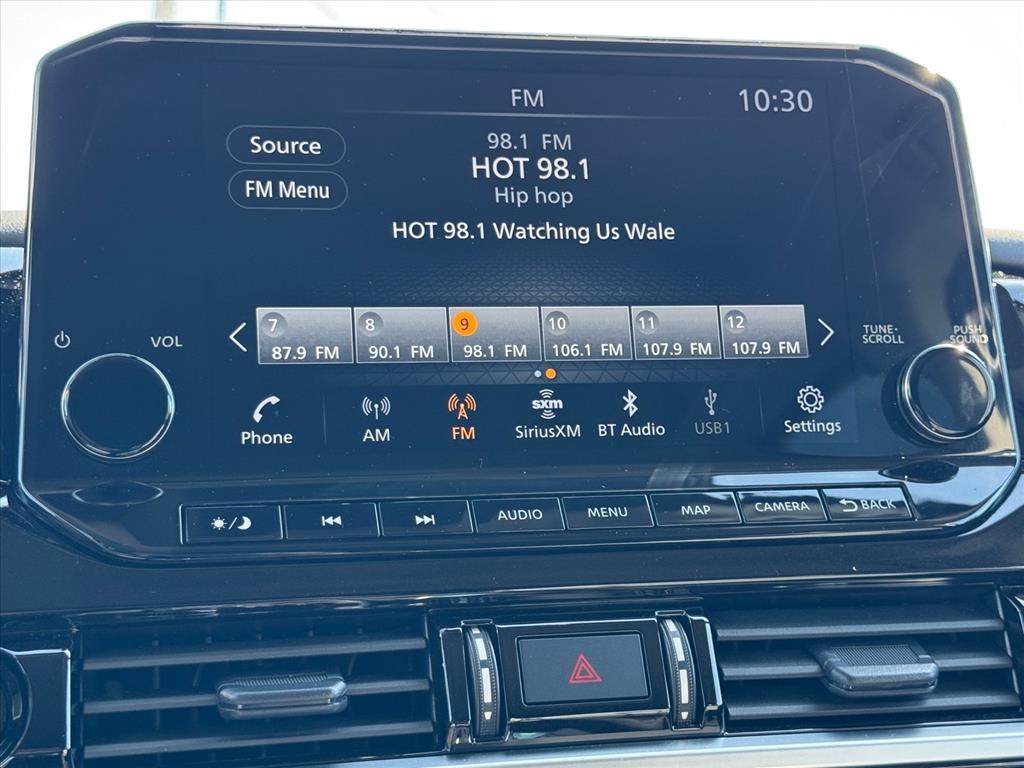 FM
10:30
Source
98.1 FM
HOT 98.1
FM Menu
Hip hop
HOT 98.1 Watching Us Wale
7 8 9 10 11 12
87.9 FM 90.1 FM 98.1 FM 106.1 FM 107.9 FM 107.9 FM
VOL
TUNE·
SCROLL
PUSH
SOUND
sxm
Phone AM FM SiriusXM BT Audio USB1 Settings
AUDIO MENU MAP CAMERA BACK